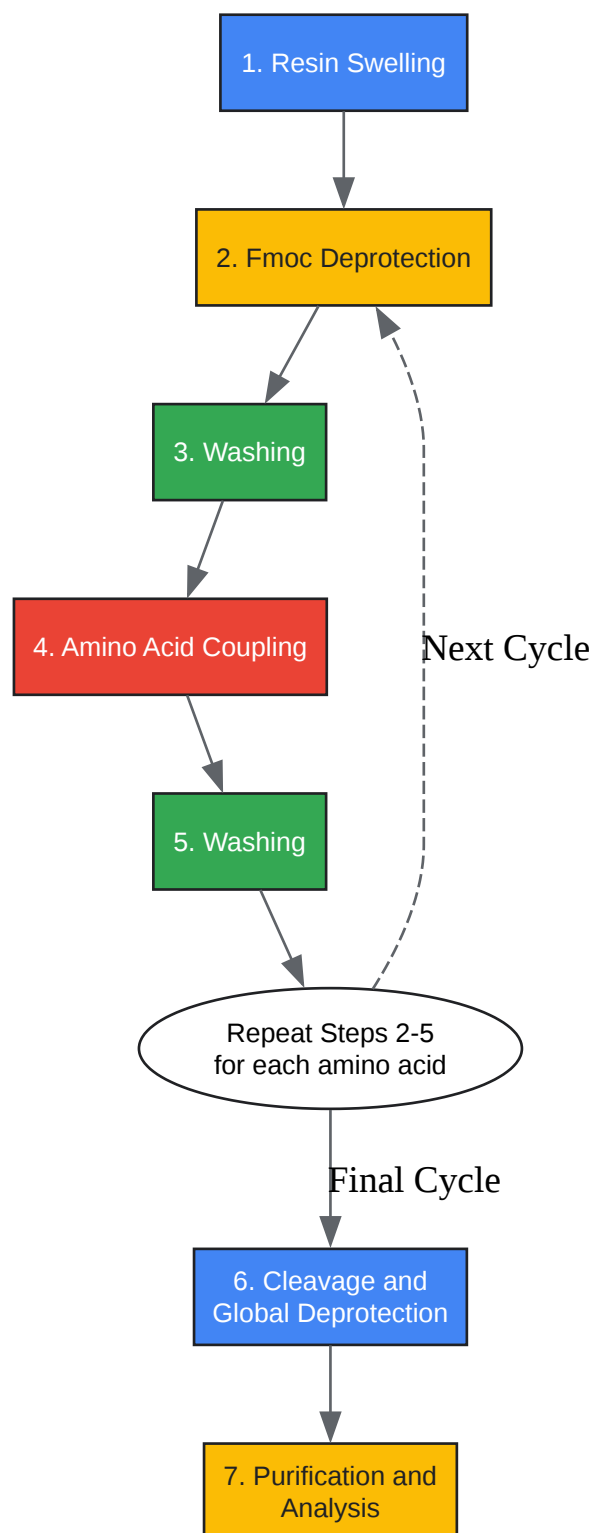 1. Resin Swelling
2. Fmoc Deprotection
3. Washing
4. Amino Acid Coupling
Next Cycle
5. Washing
Repeat Steps 2-5
for each amino acid
Final Cycle
6. Cleavage and
Global Deprotection
7. Purification and
Analysis